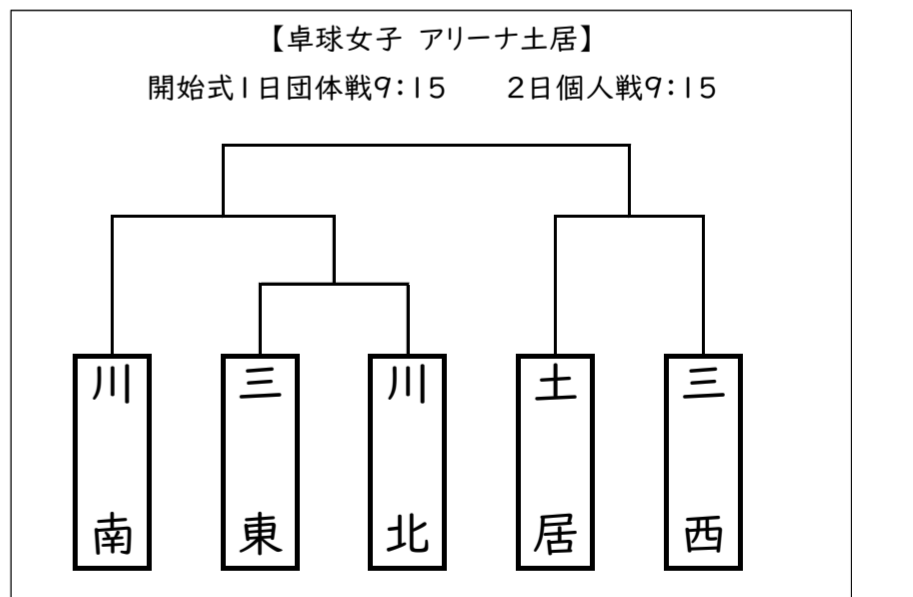 【卓球女子 アリーナ土居】
開始式1日団体戦9:15　　2日個人戦9:15
川南
三東
川北
土居
三西